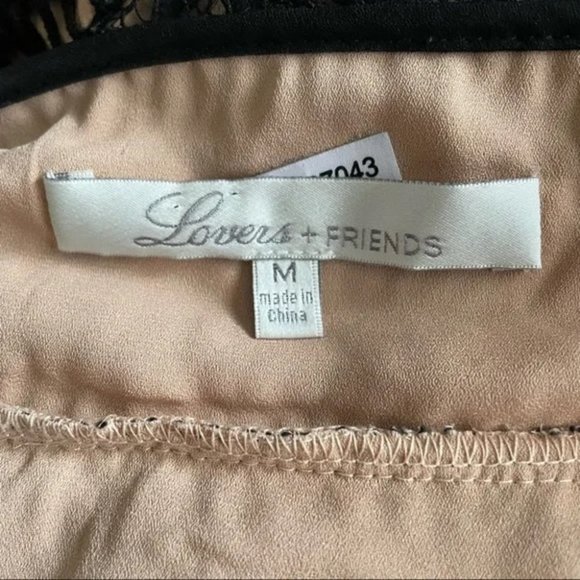 7043
Lovers + FRIENDS
M
made in
China